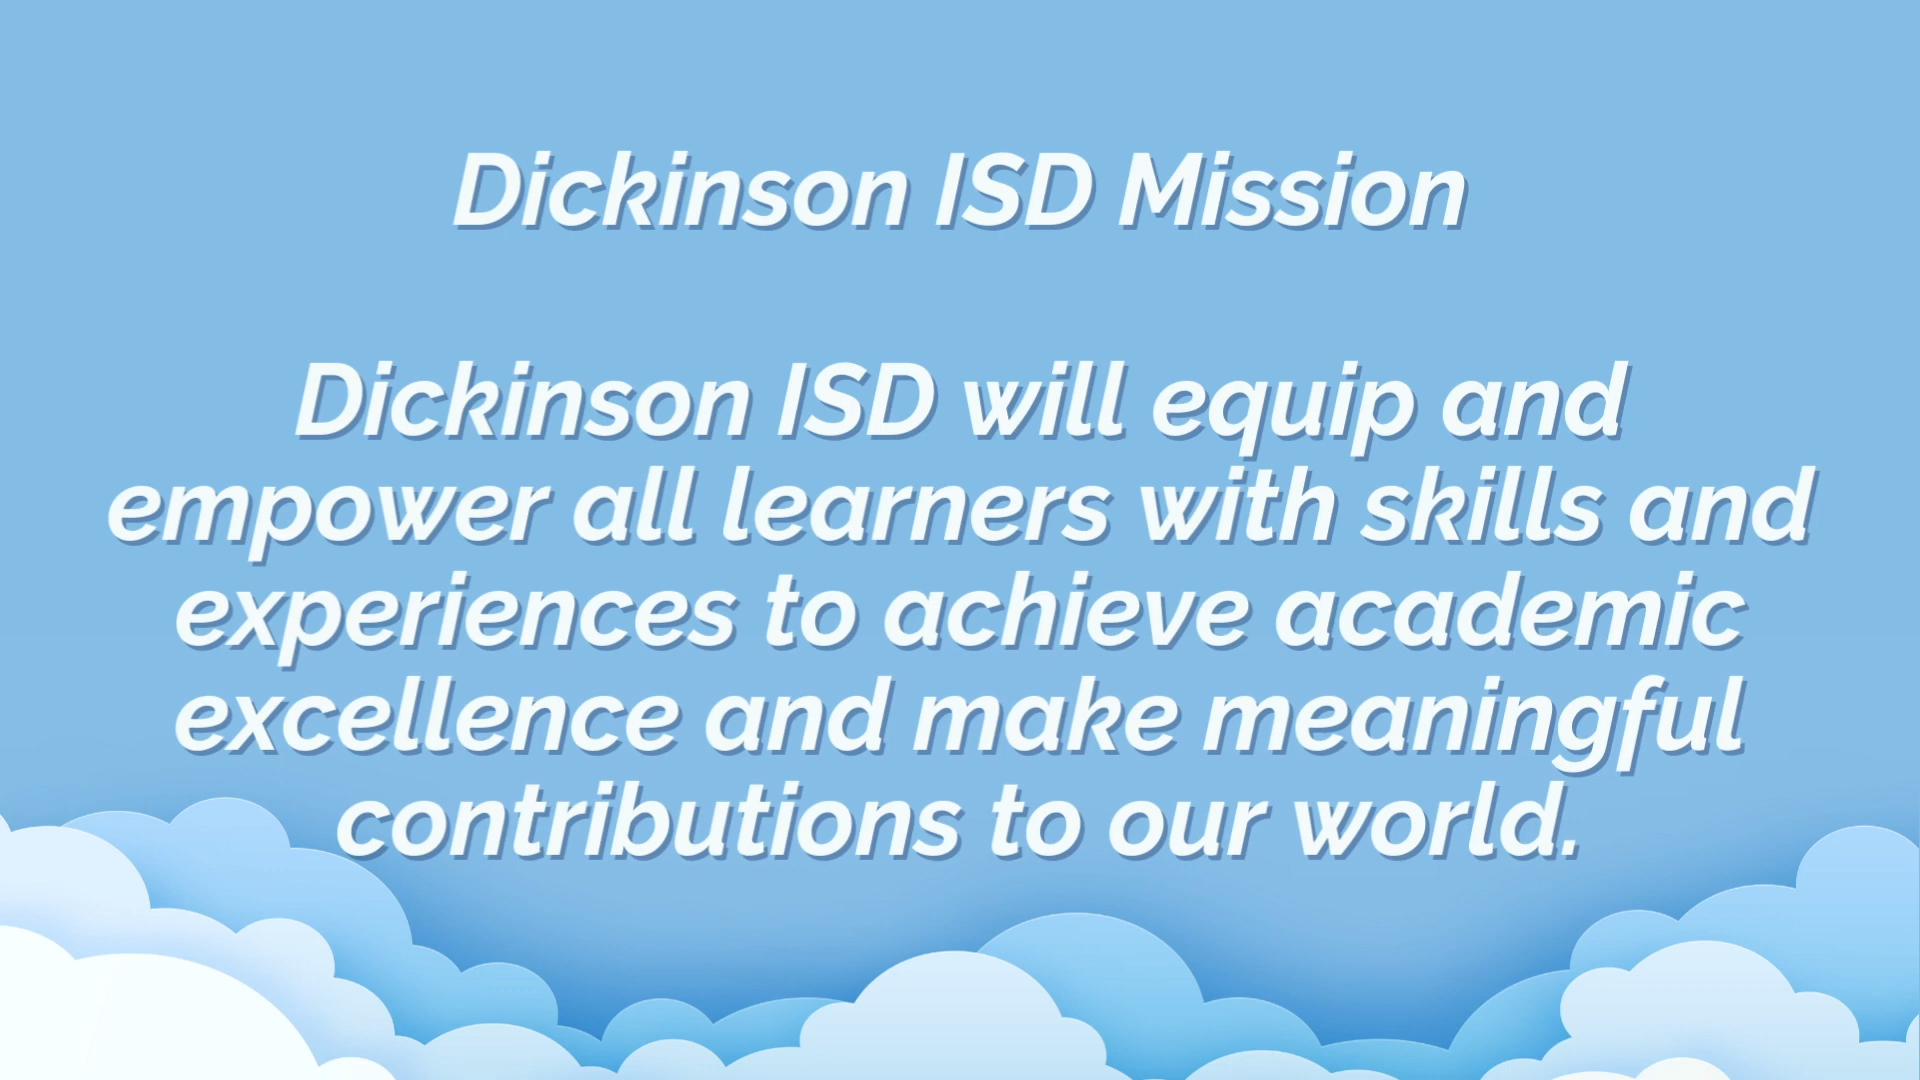 Dickinson ISD Mission
Dickinson ISD will equip and
empower all learners with skills and
experiences to achieve academic
excellence and make meaningful
contributions to our world.